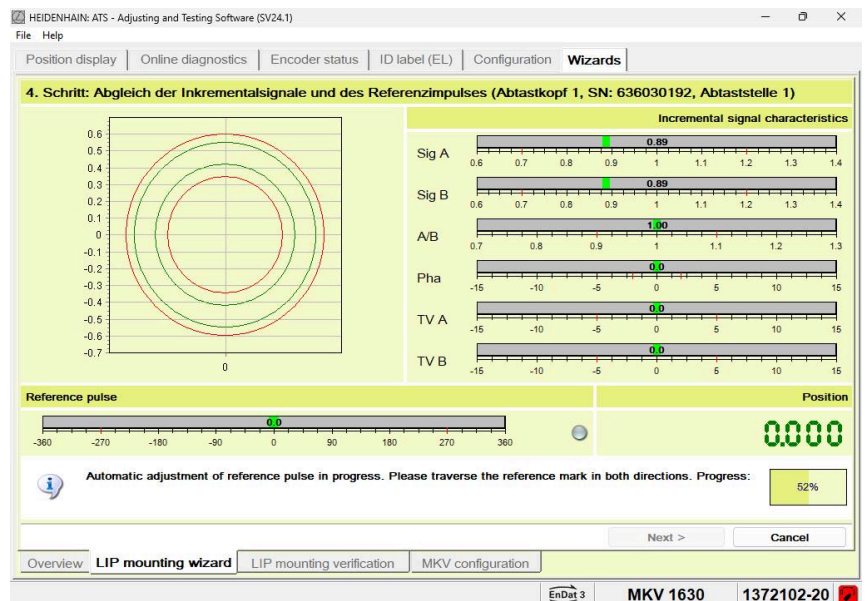 HEIDENHAIN: ATS - Adjusting and Testing Software (SV24.1)
File Help
Position display Online diagnostics Encoder status ID label (EL) Configuration Wizards
4. Schritt: Abgleich der Inkrementalsignale und des Referenzimpulses (Abtastkopf 1, SN: 636030192, Abtaststelle 1)
0.6
0.5
0.4
0.3
0.2
0.1
0
-0.1
-0.2
-0.3
-0.4
-0.5
-0.6
-0.7
0
Incremental signal characteristics
Sig A 0.89
0.6 0.7 0.8 0.9 1 1.1 1.2 1.3 1.4
Sig B 0.89
0.6 0.7 0.8 0.9 1 1.1 1.2 1.3 1.4
A/B 1.00
0.7 0.8 0.9 1 1.1 1.2 1.3
Pha 0.0
-15 -10 -5 0 5 10 15
TV A 0.0
-15 -10 -5 0 5 10 15
TV B 0.0
-15 -10 -5 0 5 10 15
Reference pulse
0.0
-360 -270 -180 -90 0 90 180 270 360
Position
0.000
Automatic adjustment of reference pulse in progress. Please traverse the reference mark in both directions. Progress: 52%
Next > Cancel
Overview LIP mounting wizard LIP mounting verification MKV configuration
EnDat 3 MKV 1630 1372102-20